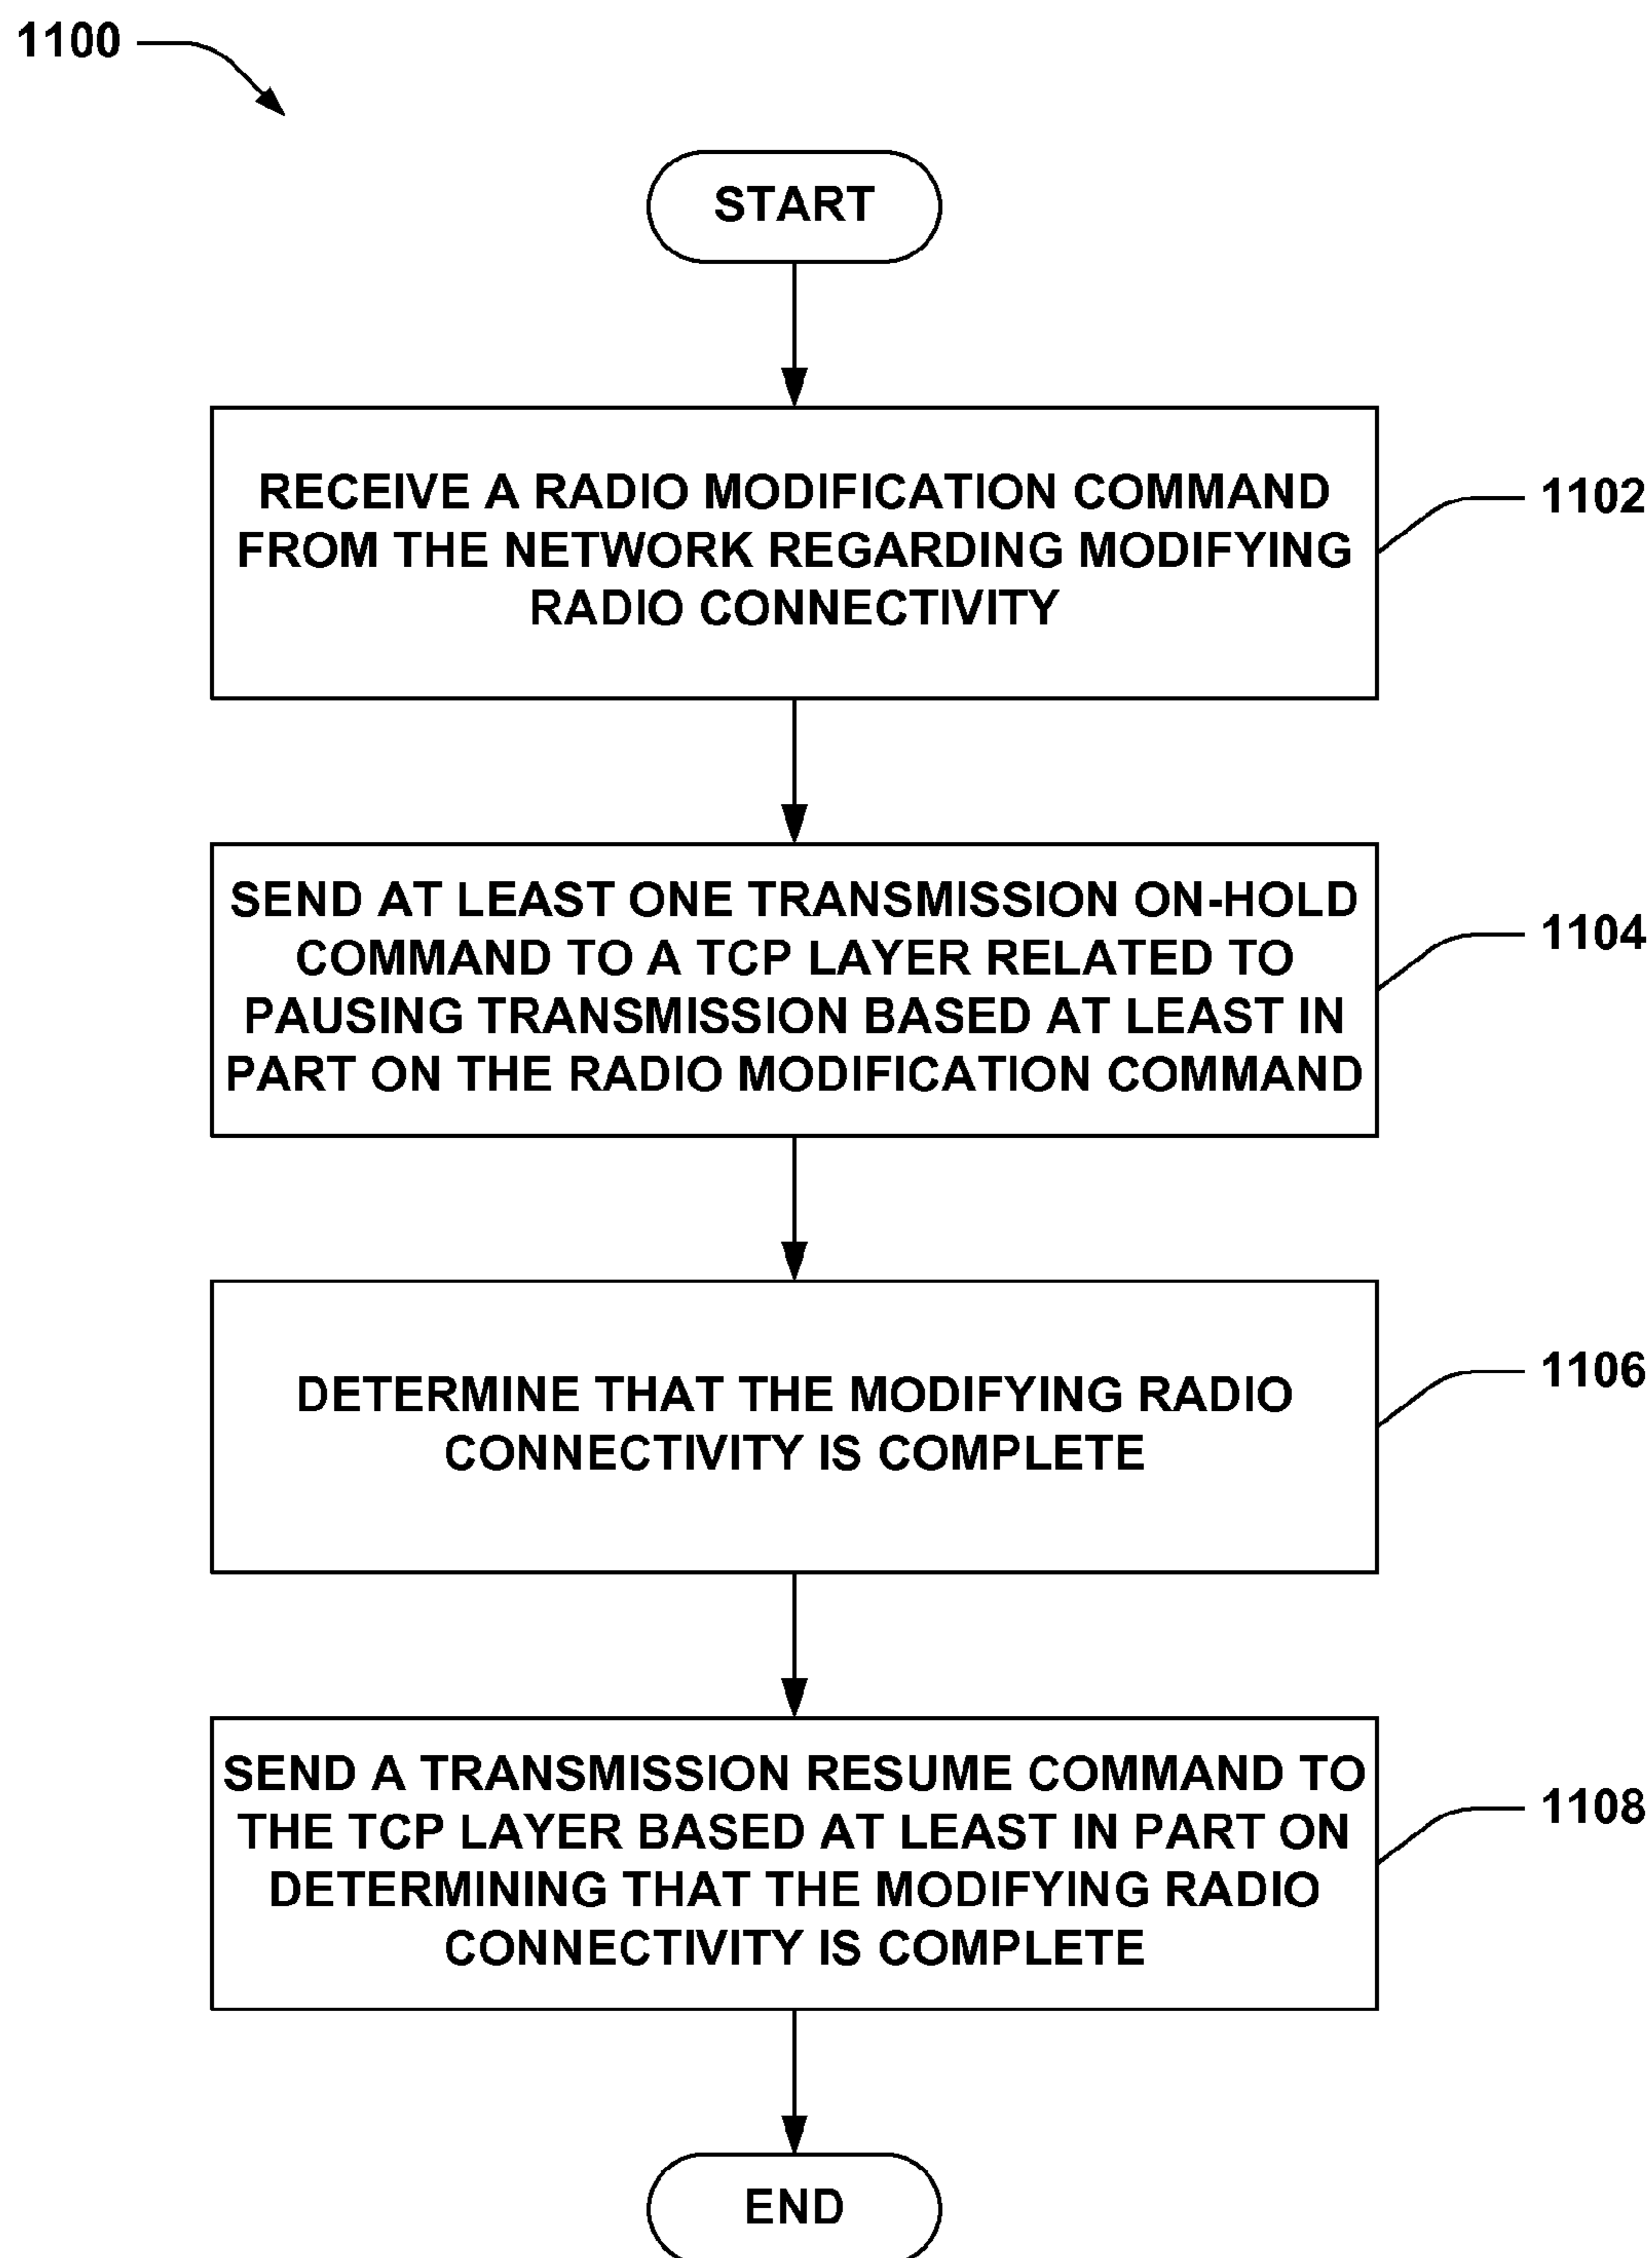 1100
START
RECEIVE A RADIO MODIFICATION COMMAND
FROM THE NETWORK REGARDING MODIFYING
RADIO CONNECTIVITY
1102
SEND AT LEAST ONE TRANSMISSION ON-HOLD
COMMAND TO A TCP LAYER RELATED TO
PAUSING TRANSMISSION BASED AT LEAST IN
PART ON THE RADIO MODIFICATION COMMAND
1104
DETERMINE THAT THE MODIFYING RADIO
CONNECTIVITY IS COMPLETE
1106
SEND A TRANSMISSION RESUME COMMAND TO
THE TCP LAYER BASED AT LEAST IN PART ON
DETERMINING THAT THE MODIFYING RADIO
CONNECTIVITY IS COMPLETE
1108
END